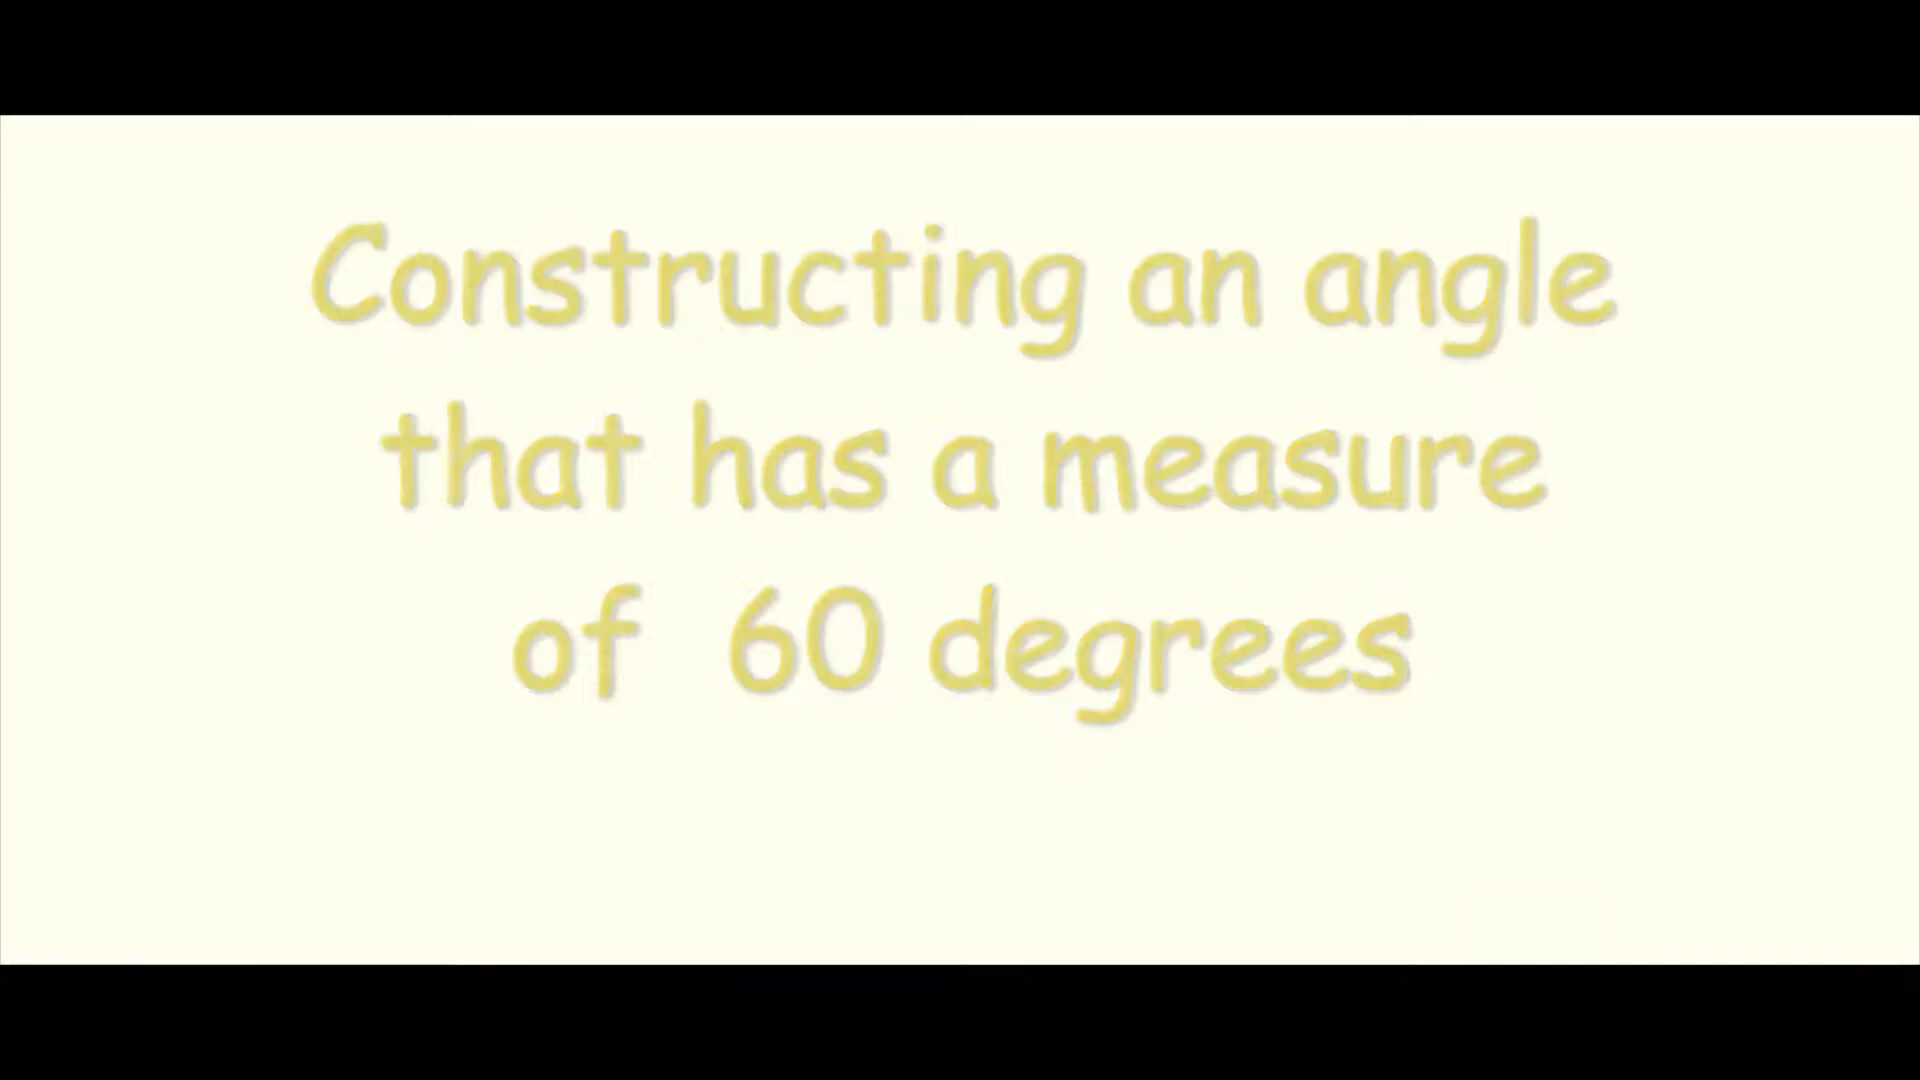 Constructing an angle
that has a measure
of 60 degrees